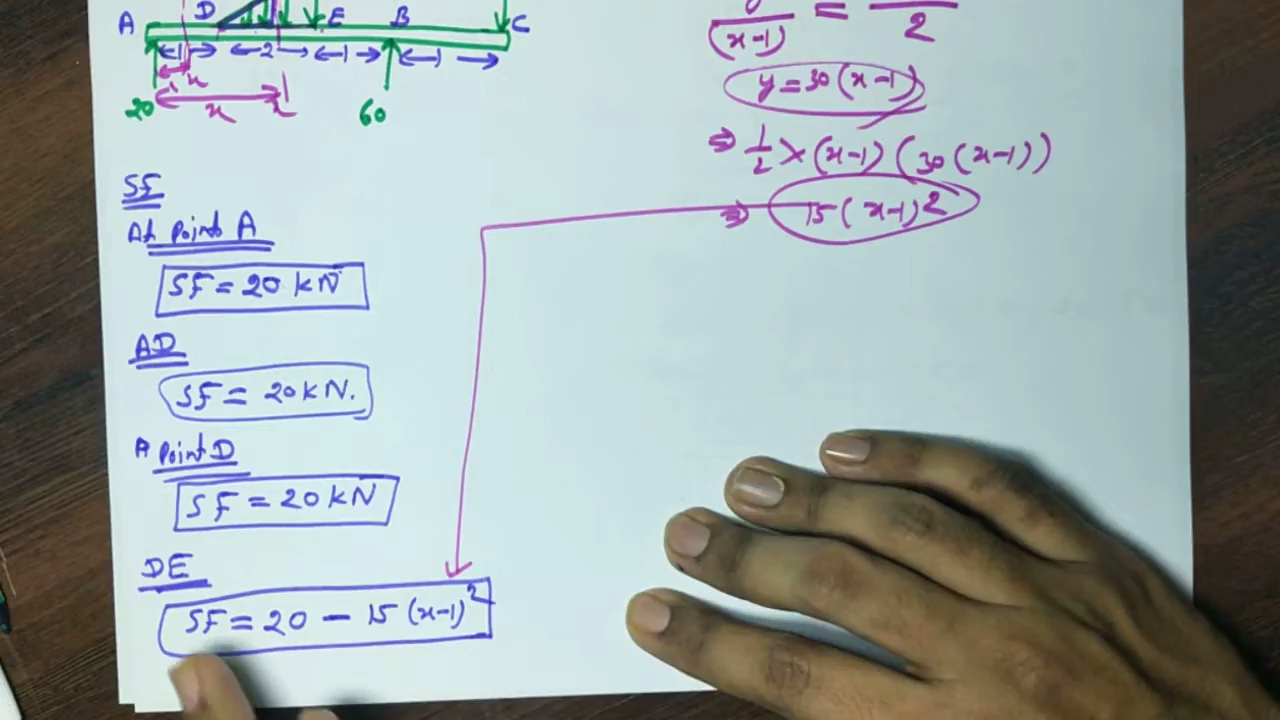 A D E B C
1 2 1 1
x
20 x 60
(x-1) = 2
y = 30(x-1)
⇒ 1/2 × (x-1) (30(x-1))
⇒ 15(x-1)²
SF
At Point A
SF = 20 kN
AD
SF = 20 kN.
A Point D
SF = 20 kN
DE
SF = 20 - 15 (x-1)²